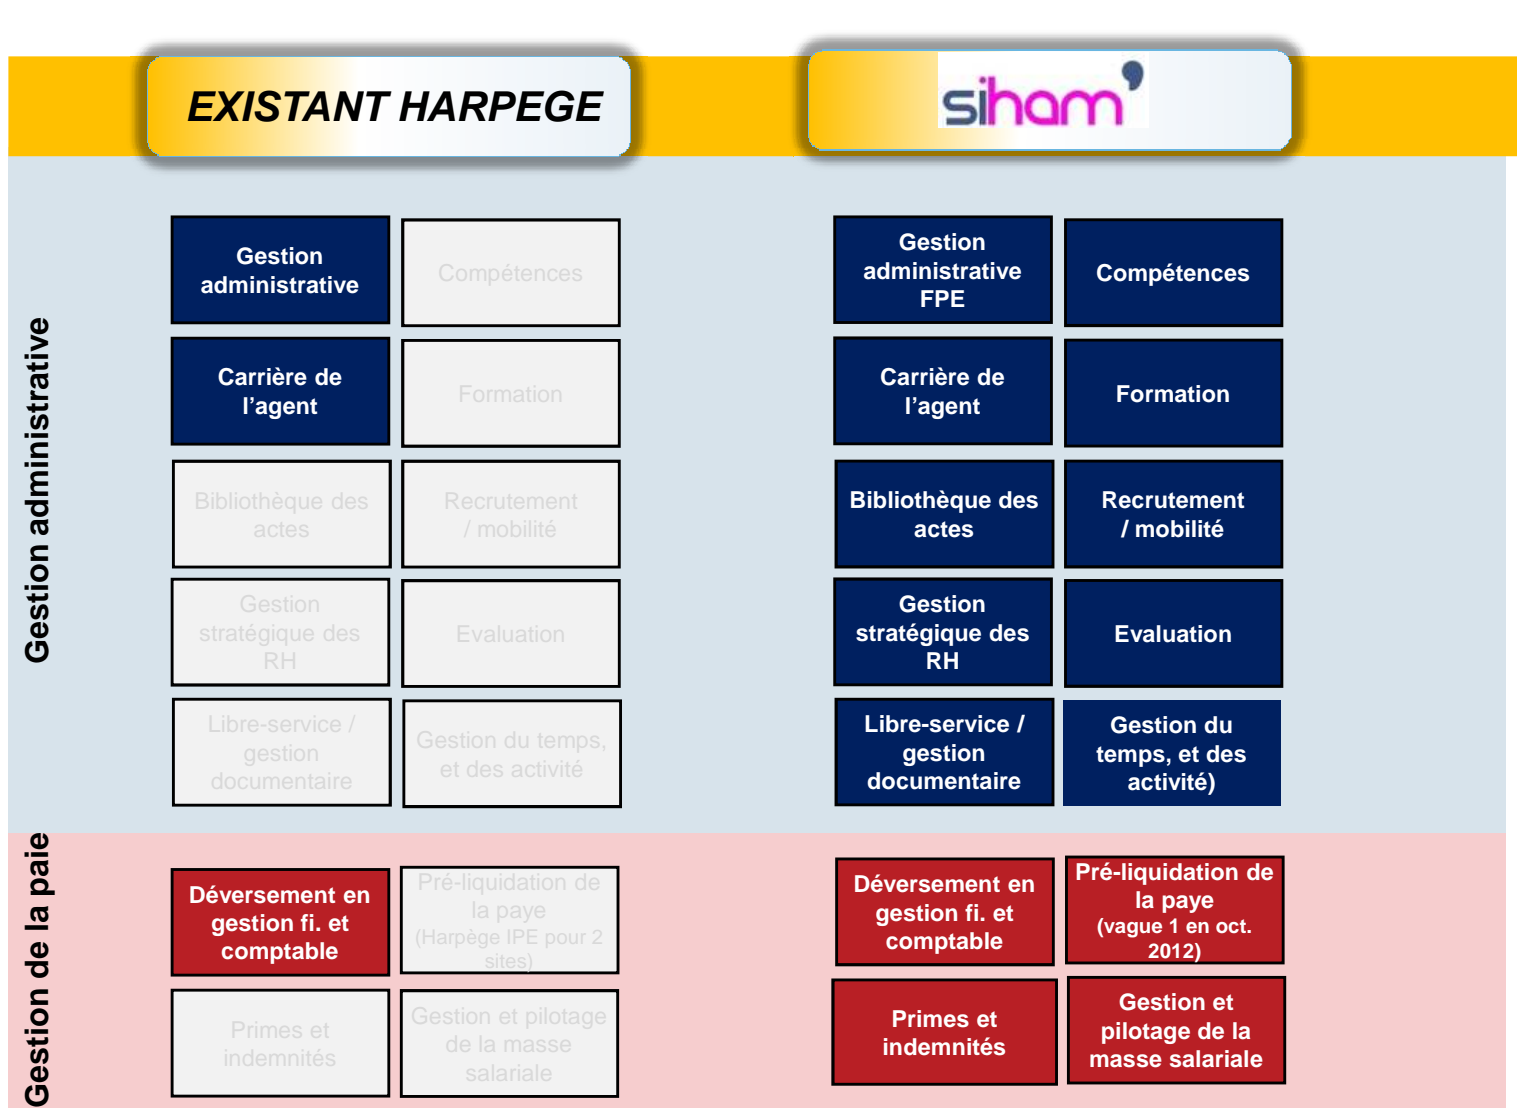 EXISTANT HARPEGE
siham'
Gestion administrative
Gestion
administrative
Compétences
Carrière de
l'agent
Formation
Bibliothèque des
actes
Recrutement
/ mobilité
Gestion
stratégique des
RH
Evaluation
Libre-service /
gestion
documentaire
Gestion du temps,
et des activité
Gestion
administrative
FPE
Compétences
Carrière de
l'agent
Formation
Bibliothèque des
actes
Recrutement
/ mobilité
Gestion
stratégique des
RH
Evaluation
Libre-service /
gestion
documentaire
Gestion du
temps, et des
activité)
Gestion de la paie
Déversement en
gestion fi. et
comptable
Pré-liquidation de
la paye
(Harpège IPE pour 2
sites)
Primes et
indemnités
Gestion et pilotage
de la masse
salariale
Déversement en
gestion fi. et
comptable
Pré-liquidation de
la paye
(vague 1 en oct.
2012)
Primes et
indemnités
Gestion et
pilotage de la
masse salariale